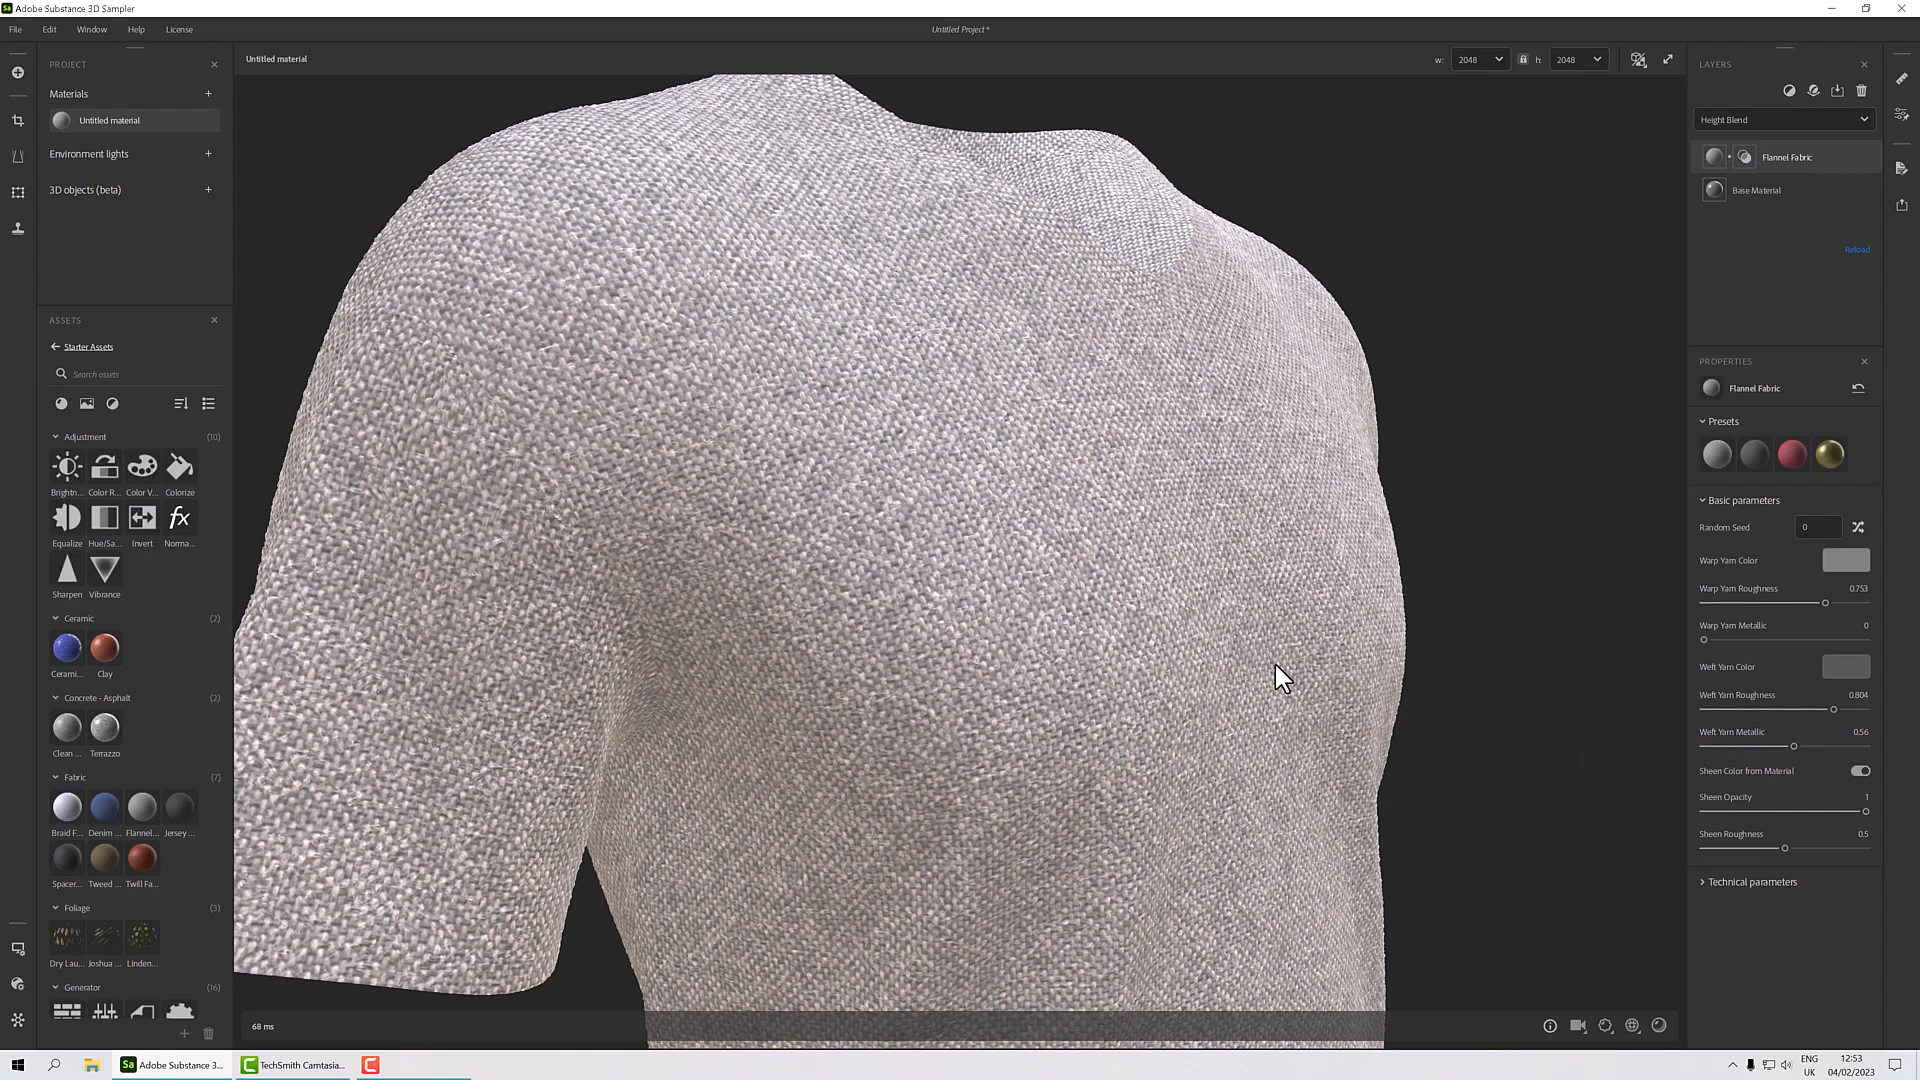 Adobe Substance 3D Sampler
File Edit Window Help License
Untitled Project *
PROJECT
Materials
Untitled material
Environment lights
3D objects (beta)
ASSETS
Starter Assets
Search assets
Adjustment (10)
Brightn... Color R... Color V... Colorize
Equalize Hue/Sa... Invert Norma...
Sharpen Vibrance
Ceramic (2)
Cerami... Clay
Concrete - Asphalt (2)
Clean ... Terrazzo
Fabric (7)
Braid F... Denim ... Flannel... Jersey ...
Spacer... Tweed ... Twill Fa...
Foliage (3)
Dry Lau... Joshua ... Linden...
Generator (16)
Untitled material
w: 2048 h: 2048
68 ms
LAYERS
Height Blend
Flannel Fabric
Base Material
Reload
PROPERTIES
Flannel Fabric
Presets
Basic parameters
Random Seed 0
Warp Yarn Color
Warp Yarn Roughness 0.753
Warp Yarn Metallic 0
Weft Yarn Color
Weft Yarn Roughness 0.804
Weft Yarn Metallic 0.56
Sheen Color from Material
Sheen Opacity 1
Sheen Roughness 0.5
Technical parameters
Sa Adobe Substance 3... TechSmith Camtasia...
ENG
UK
12:53
04/02/2023